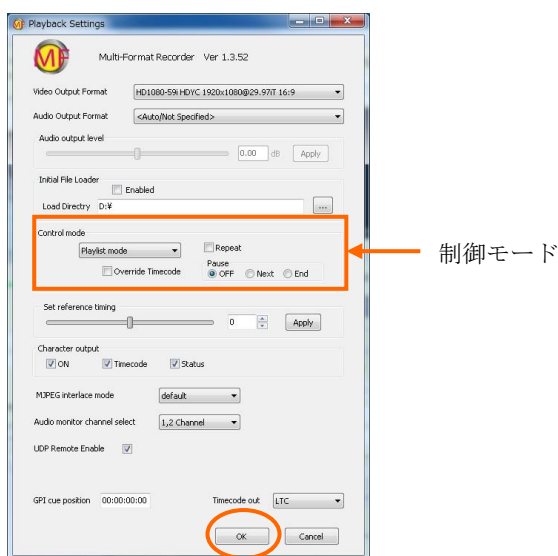 Playback Settings
MF
Multi-Format Recorder Ver 1.3.52
Video Output Format HD1080-59i HDYC 1920x1080@29.97iT 16:9
Audio Output Format <Auto/Not Specified>
Audio output level
0.00 dB Apply
Initial File Loader
Enabled
Load Directry D:¥ ...
Control mode
Playlist mode Repeat
Override Timecode
Pause
OFF Next End
制御モード
Set reference timing
0 Apply
Character output
ON Timecode Status
MJPEG interlace mode default
Audio monitor channel select 1,2 Channel
UDP Remote Enable
GPI cue position 00:00:00:00 Timecode out LTC
OK Cancel